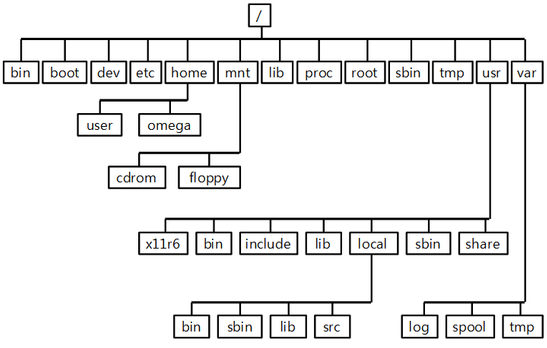 /
bin boot dev etc home mnt lib proc root sbin tmp usr var
user omega
cdrom floppy
x11r6 bin include lib local sbin share
bin sbin lib src log spool tmp